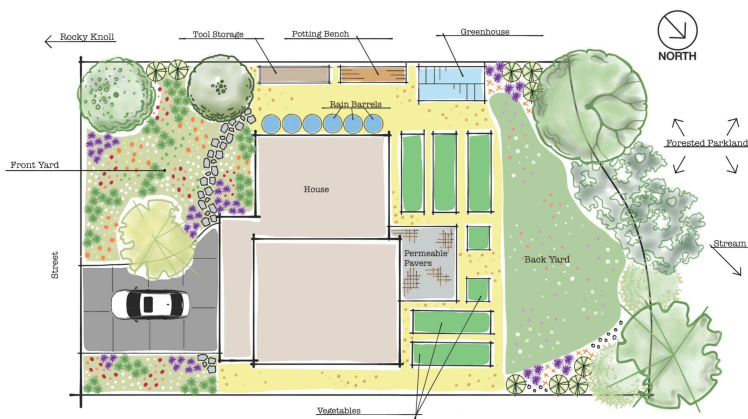 Rocky Knoll
Tool Storage
Potting Bench
Greenhouse
NORTH
Rain Barrels
Forested Parkland
Front Yard
House
Street
Permeable
Pavers
Back Yard
Stream
Vegetables